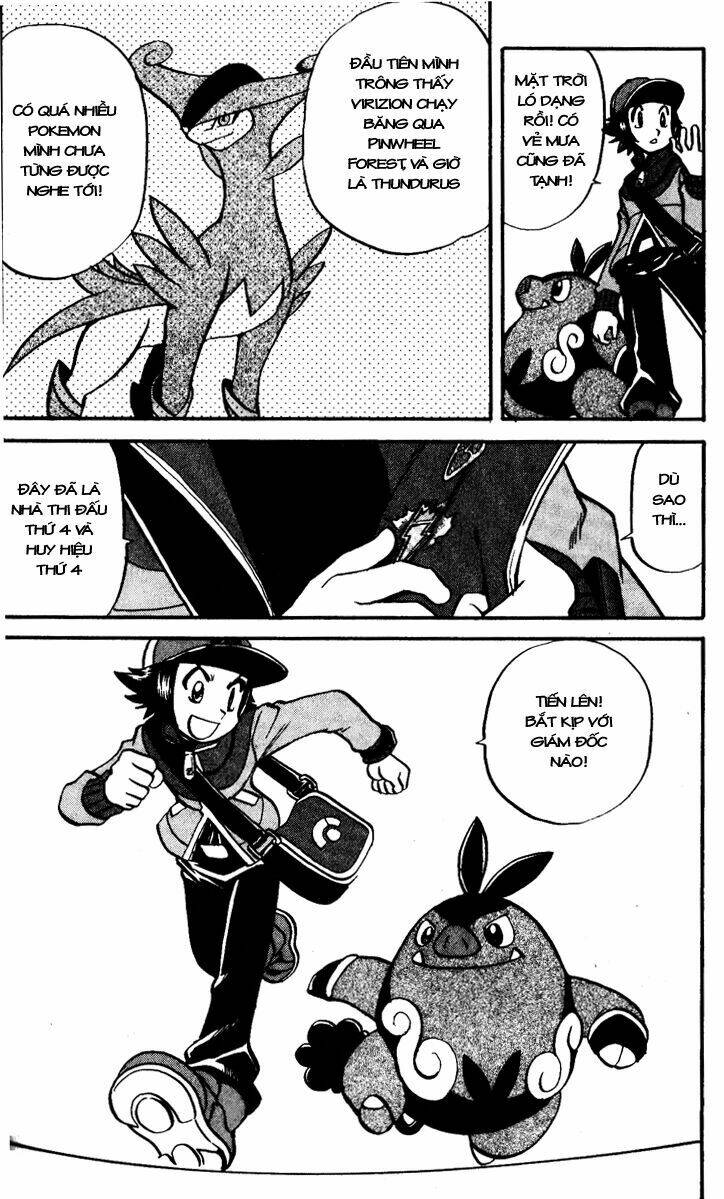 MẶT TRỜI
LÓ DẠNG
RỒI! CÓ
VẺ MƯA
CŨNG ĐÃ
TẠNH!
ĐẦU TIÊN MÌNH
TRÔNG THẤY
VIRIZION CHẠY
BĂNG QUA
PINWHEEL
FOREST, VÀ GIỜ
LÀ THUNDURUS
CÓ QUÁ NHIỀU
POKEMON
MÌNH CHƯA
TỪNG ĐƯỢC
NGHE TỚI!
DÙ
SAO
THÌ...
ĐÂY ĐÃ LÀ
NHÀ THI ĐẤU
THỨ 4 VÀ
HUY HIỆU
THỨ 4
TIẾN LÊN!
BẮT KỊP VỚI
GIÁM ĐỐC
NÀO!